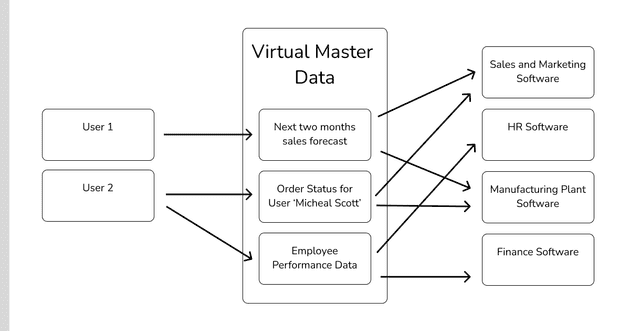 Virtual Master
Data
User 1
User 2
Next two months
sales forecast
Order Status for
User ‘Micheal Scott’
Employee
Performance Data
Sales and Marketing
Software
HR Software
Manufacturing Plant
Software
Finance Software